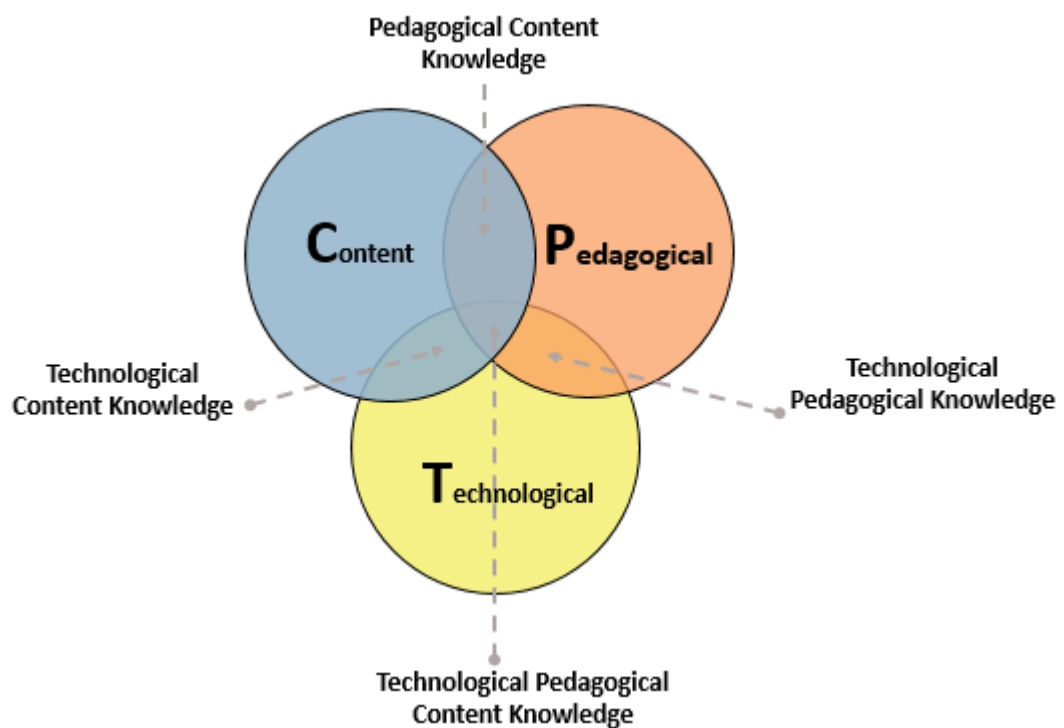 Pedagogical Content
Knowledge
Content
Pedagogical
Technological
Content Knowledge
Technological
Pedagogical Knowledge
Technological
Technological Pedagogical
Content Knowledge